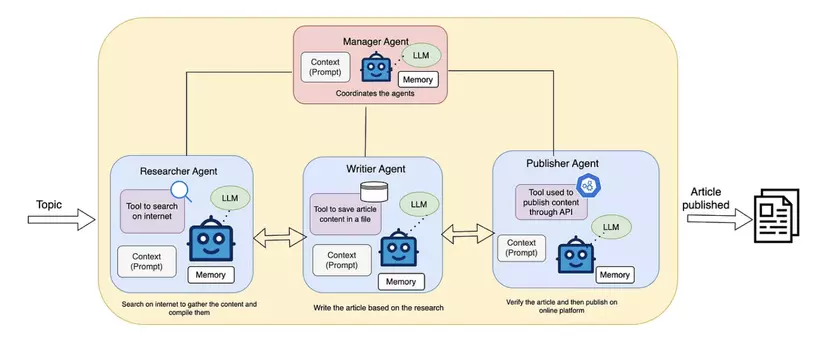 Manager Agent
LLM
Context
(Prompt)
Memory
Coordinates the agents
Topic
Researcher Agent
Tool to search
on internet
LLM
Context
(Prompt)
Memory
Search on internet to gather the content and
compile them
Writier Agent
Tool to save article
content in a file
LLM
Context
(Prompt)
Memory
Write the article based on the research
Publisher Agent
Tool used to
publish content
through API
LLM
Context
(Prompt)
Memory
Verify the article and then publish on
online platform
Article
published